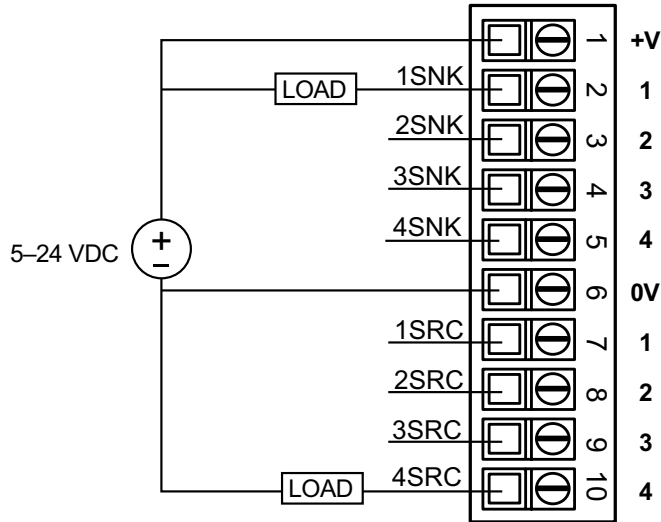 1 +V
LOAD 1SNK 2 1
2SNK 3 2
3SNK 4 3
5–24 VDC + – 4SNK 5 4
6 0V
1SRC 7 1
2SRC 8 2
3SRC 9 3
LOAD 4SRC 10 4